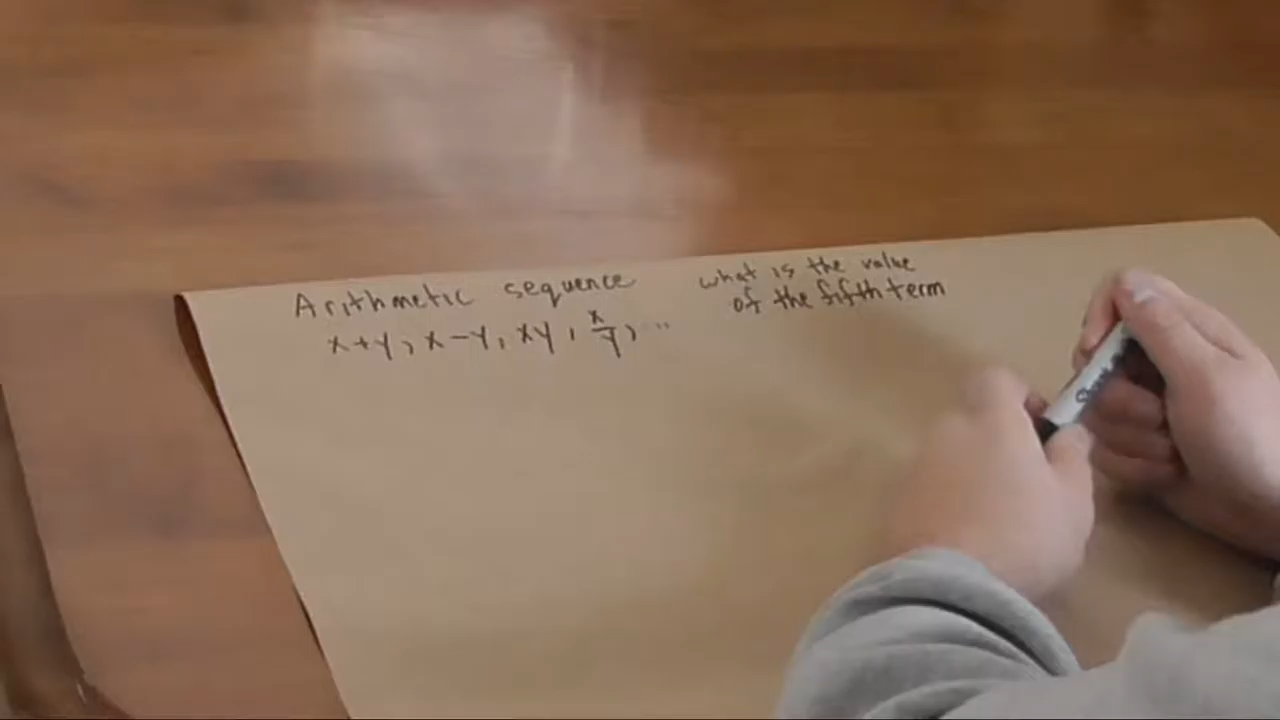 Arithmetic sequence
x+y, x-y, xy, x/y, ...
what is the value
of the fifth term